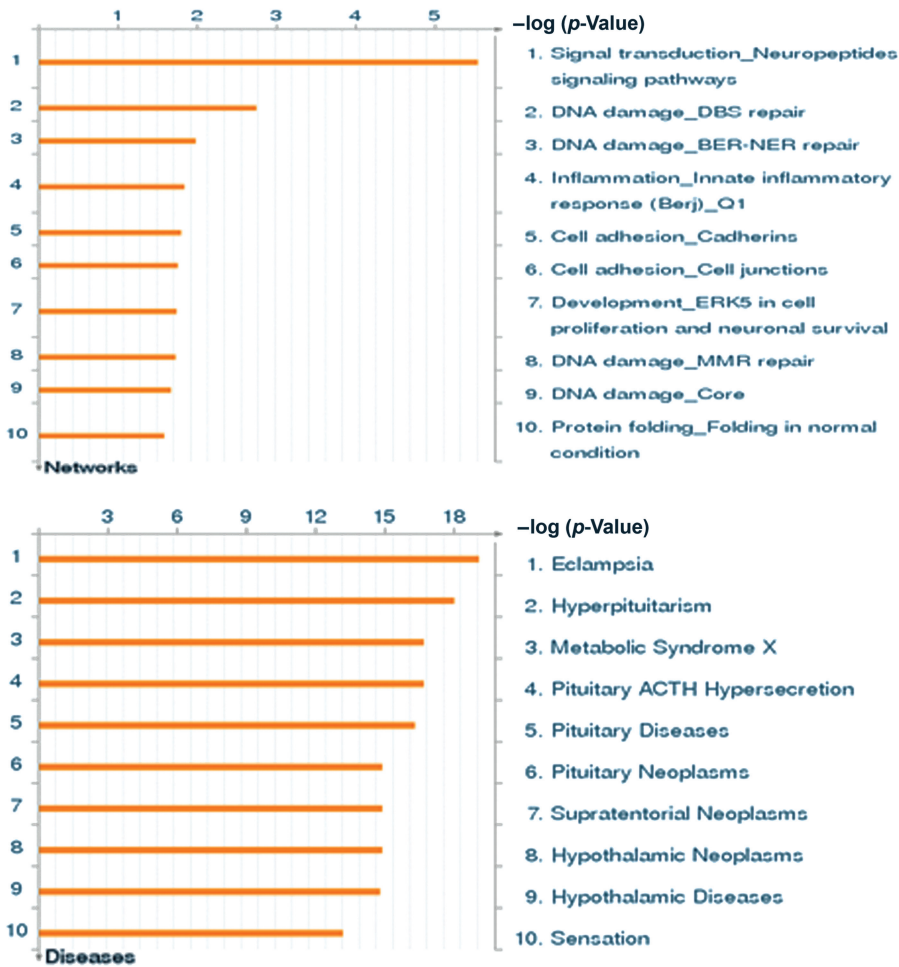 1 2 3 4 5 –log (p-Value)
1 1. Signal transduction_Neuropeptides
signaling pathways
2 2. DNA damage_DBS repair
3 3. DNA damage_BER-NER repair
4 4. Inflammation_Innate inflammatory
response (Berj)_Q1
5 5. Cell adhesion_Cadherins
6 6. Cell adhesion_Cell junctions
7 7. Development_ERK5 in cell
proliferation and neuronal survival
8 8. DNA damage_MMR repair
9 9. DNA damage_Core
10 10. Protein folding_Folding in normal
condition
Networks
3 6 9 12 15 18 –log (p-Value)
1 1. Eclampsia
2 2. Hyperpituitarism
3 3. Metabolic Syndrome X
4 4. Pituitary ACTH Hypersecretion
5 5. Pituitary Diseases
6 6. Pituitary Neoplasms
7 7. Supratentorial Neoplasms
8 8. Hypothalamic Neoplasms
9 9. Hypothalamic Diseases
10 10. Sensation
Diseases